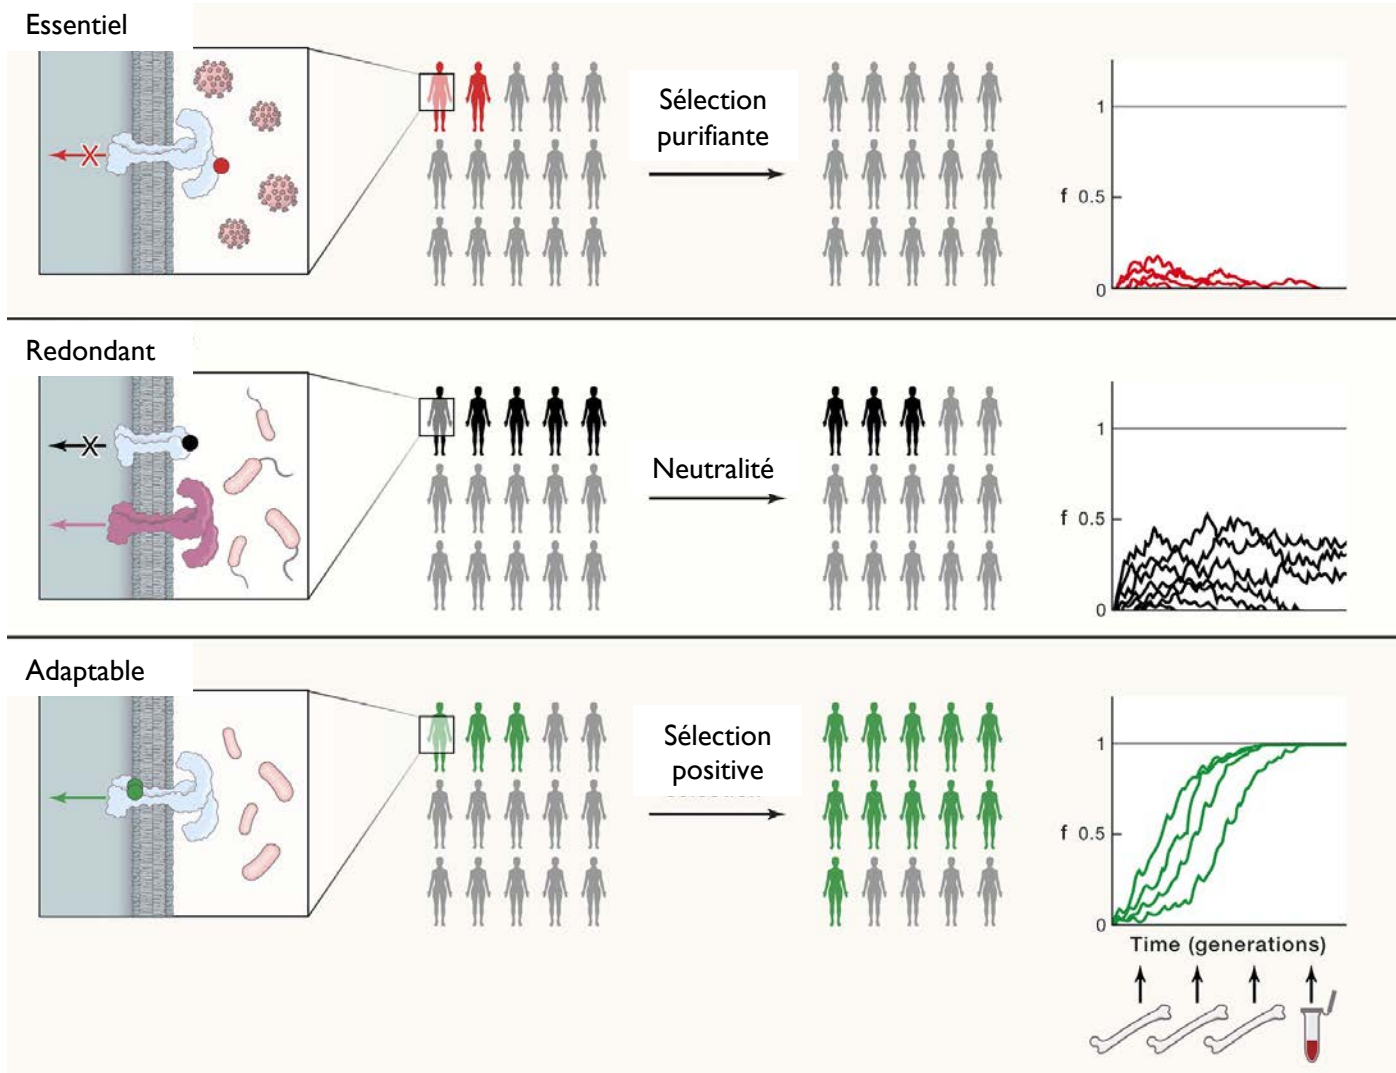 Essentiel
X
Sélection
purifiante
1
f 0.5
0
Redondant
X
Neutralité
1
f 0.5
0
Adaptable
Sélection
positive
1
f 0.5
0
Time (generations)